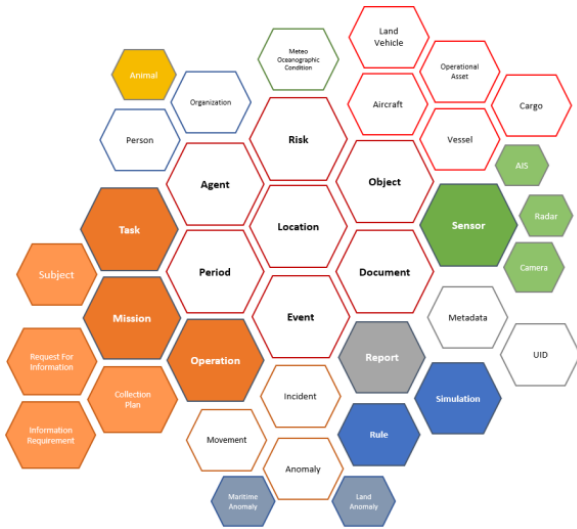 Land
Vehicle
Meteo
Oceanographic
Condition
Operational
Asset
Animal
Organization
Aircraft
Cargo
Person
Risk
Vessel
Agent
Object
AIS
Task
Location
Sensor
Radar
Subject
Period
Document
Camera
Mission
Event
Metadata
Request For
Information
Operation
Report
UID
Collection
Plan
Incident
Simulation
Information
Requirement
Movement
Rule
Anomaly
Maritime
Anomaly
Land
Anomaly